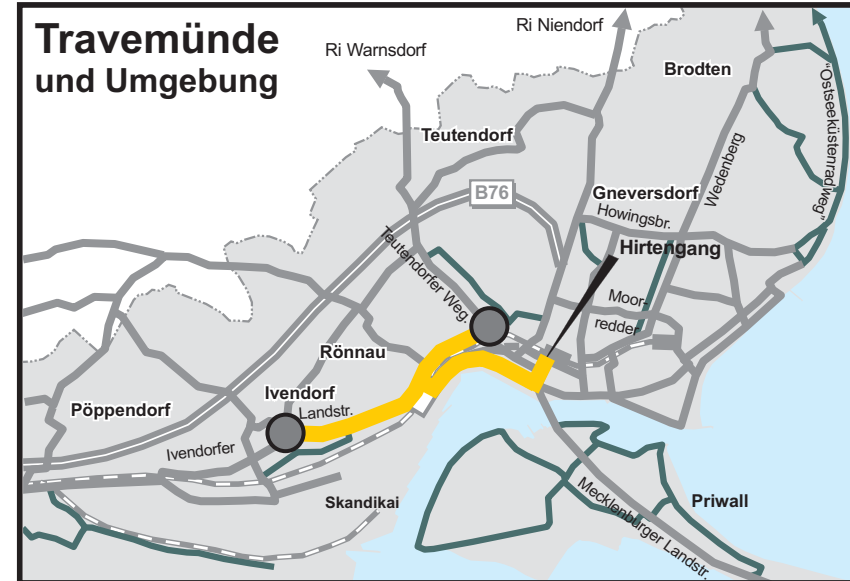 Travemünde
und Umgebung
Ri Warnsdorf
Ri Niendorf
Brodten
"Ostseeküstenradweg"
Teutendorf
Wedenberg
B76
Gneversdorf
Howingsbr.
Hirtengang
Teutendorfer Weg.
Moor-
redder
Rönnau
Ivendorf
Landstr.
Pöppendorf
Ivendorfer
Skandikai
Priwall
Mecklenburger Landstr.